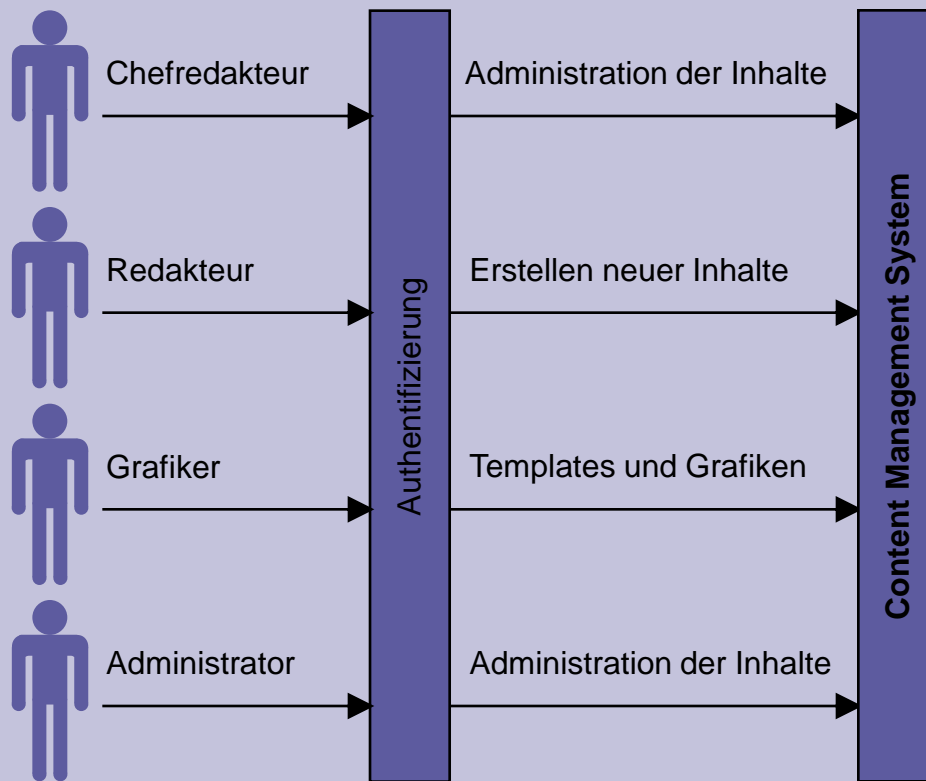 Chefredakteur
Administration der Inhalte
Redakteur
Erstellen neuer Inhalte
Grafiker
Templates und Grafiken
Administrator
Administration der Inhalte
Authentifizierung
Content Management System